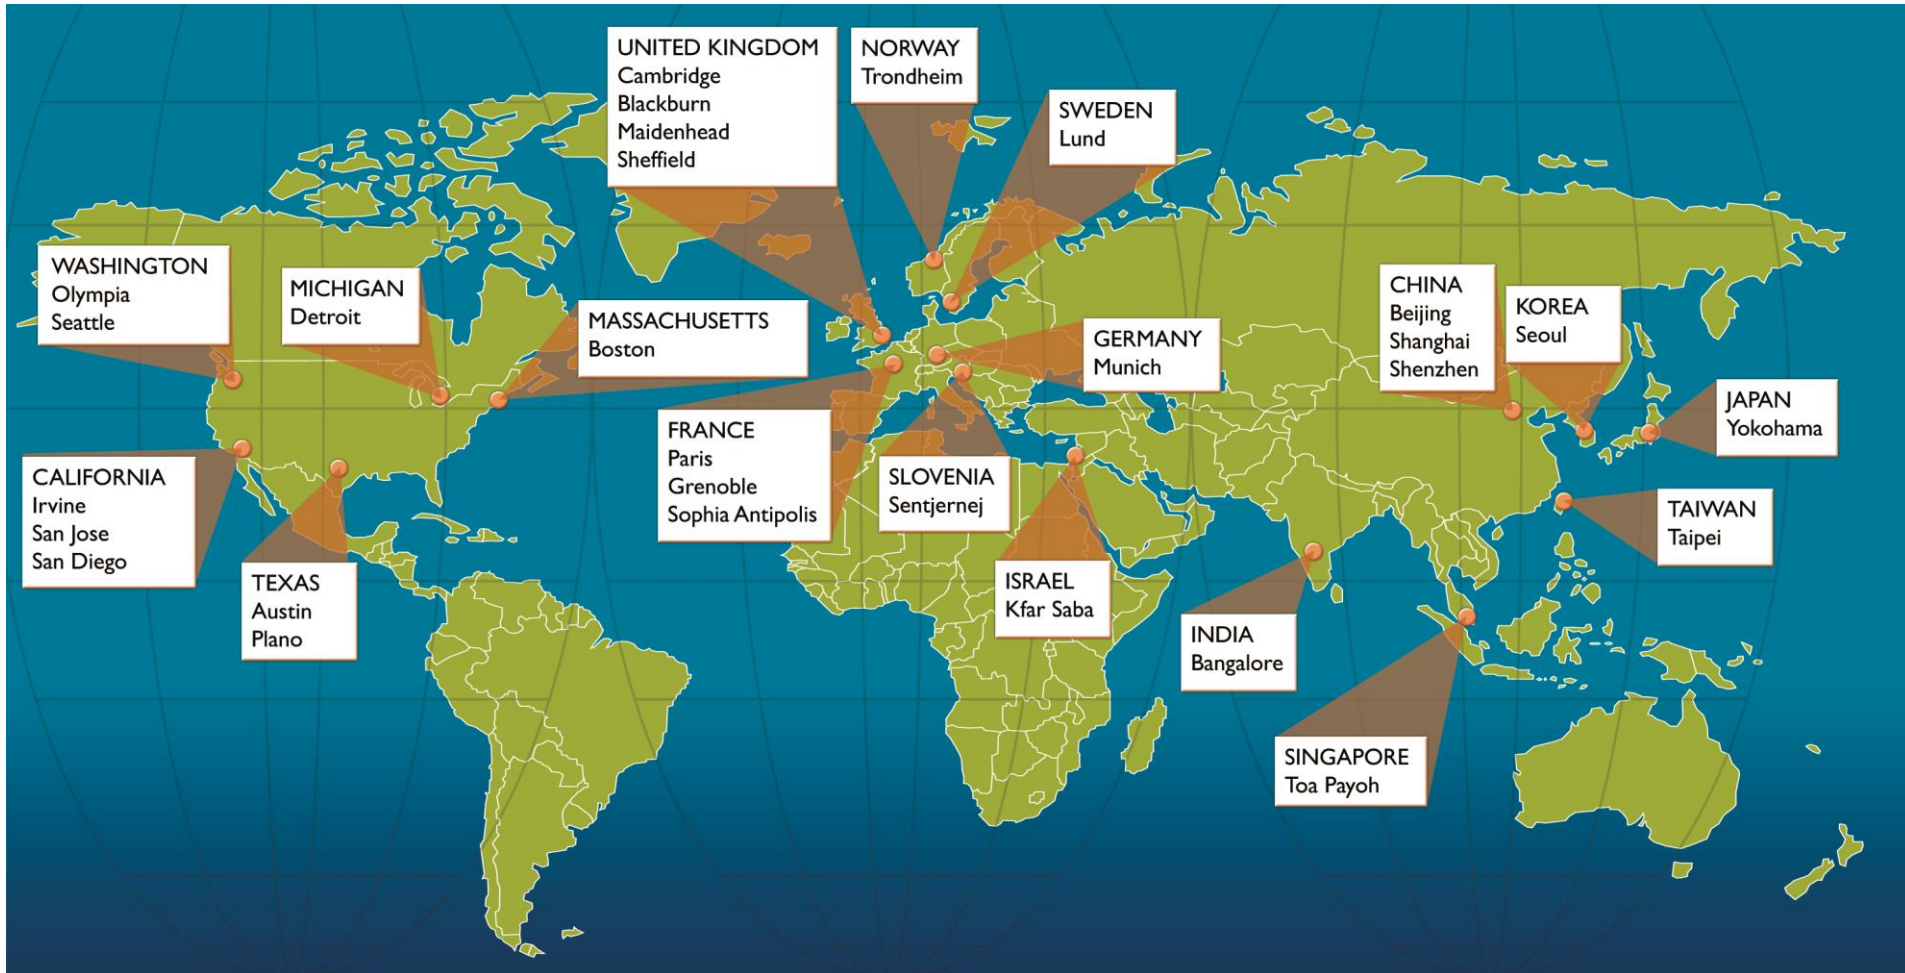 UNITED KINGDOM
Cambridge
Blackburn
Maidenhead
Sheffield
NORWAY
Trondheim
SWEDEN
Lund
WASHINGTON
Olympia
Seattle
MICHIGAN
Detroit
MASSACHUSETTS
Boston
GERMANY
Munich
CHINA
Beijing
Shanghai
Shenzhen
KOREA
Seoul
JAPAN
Yokohama
CALIFORNIA
Irvine
San Jose
San Diego
TEXAS
Austin
Plano
FRANCE
Paris
Grenoble
Sophia Antipolis
SLOVENIA
Sentjernej
ISRAEL
Kfar Saba
INDIA
Bangalore
TAIWAN
Taipei
SINGAPORE
Toa Payoh